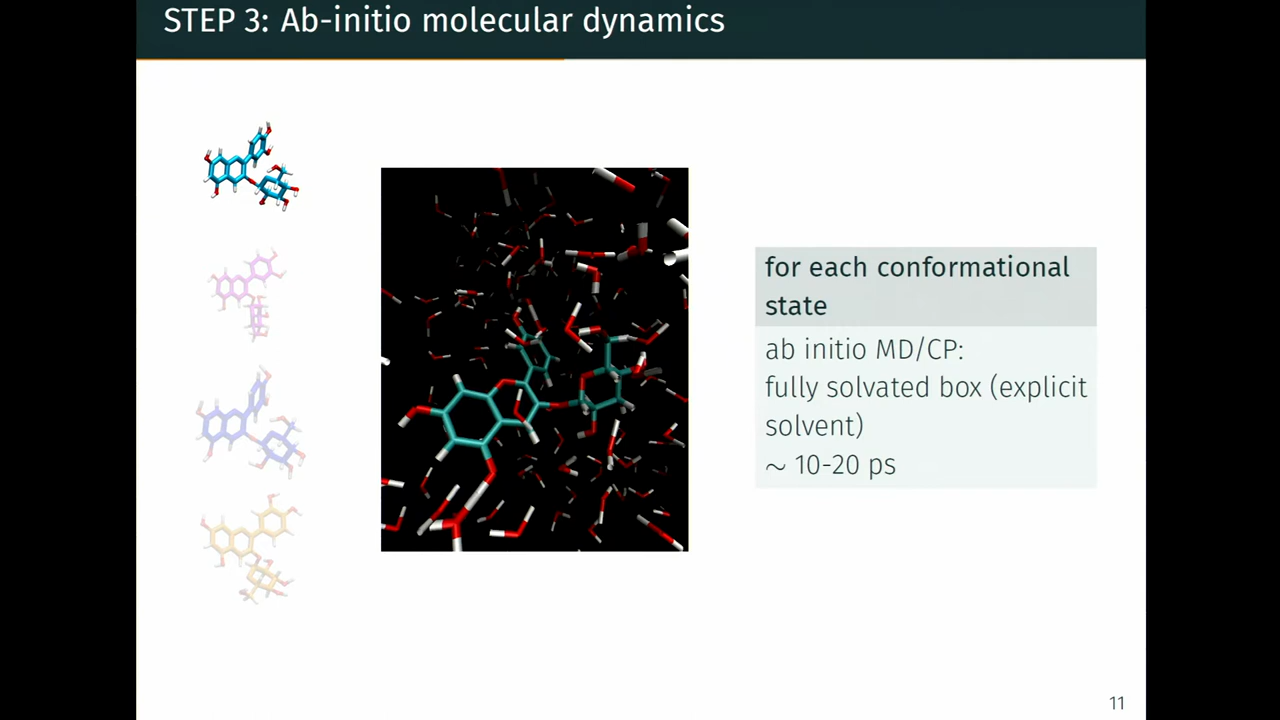 STEP 3: Ab-initio molecular dynamics
for each conformational
state
ab initio MD/CP:
fully solvated box (explicit
solvent)
∼ 10-20 ps
11